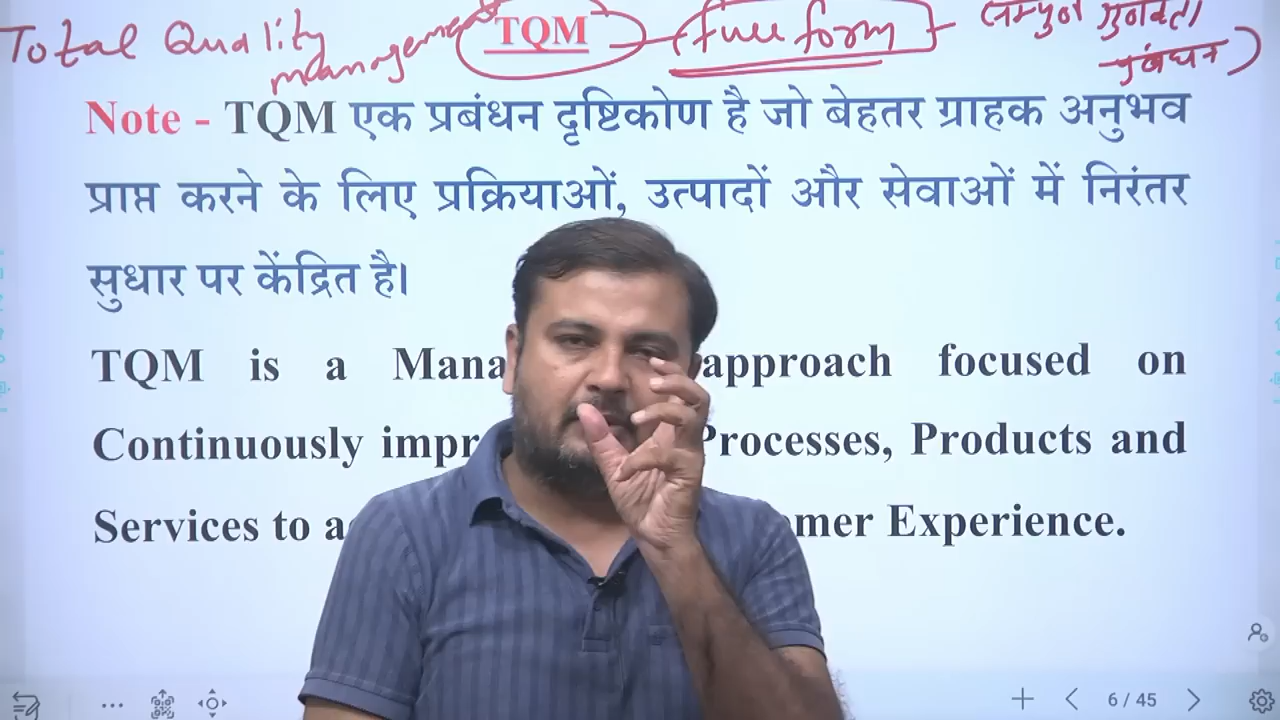 Total Quality management TQM - Full form - (सम्पुर्ण गुणवत्ता प्रबंधन)
Note - TQM एक प्रबंधन दृष्टिकोण है जो बेहतर ग्राहक अनुभव
प्राप्त करने के लिए प्रक्रियाओं, उत्पादों और सेवाओं में निरंतर
सुधार पर केंद्रित है।
TQM is a Mana approach focused on
Continuously impr Processes, Products and
Services to a mer Experience.
6 / 45